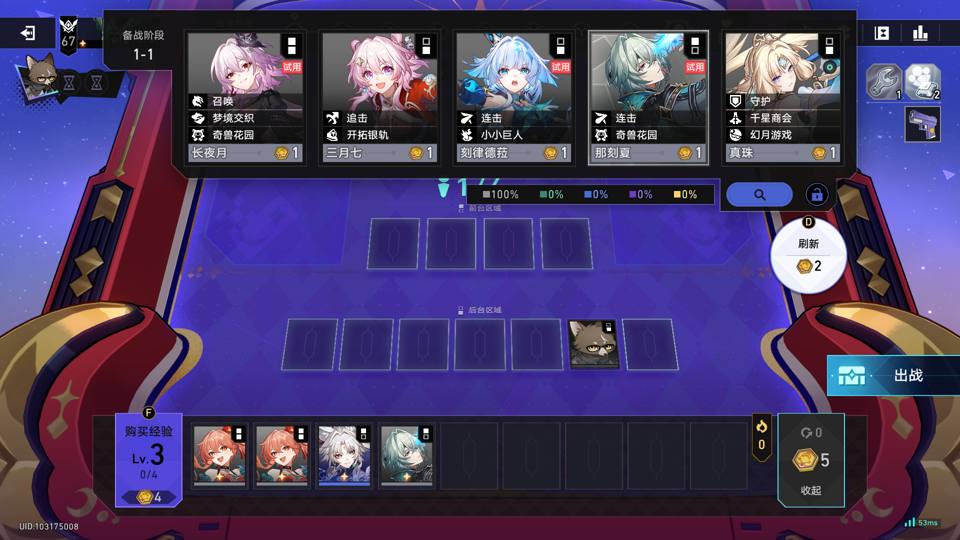 67
备战阶段
1-1
试用
召唤
梦境交织
奇兽花园
长夜月
1
追击
开拓银轨
三月七
1
试用
连击
小小巨人
刻律德菈
1
试用
连击
奇兽花园
那刻夏
1
守护
千星商会
幻月游戏
真珠
1
1
2
100%
0%
0%
0%
0%
前台区域
D
刷新
2
后台区域
出战
F
购买经验
Lv.3
0/4
4
0
0
5
收起
UID:103175008
53ms